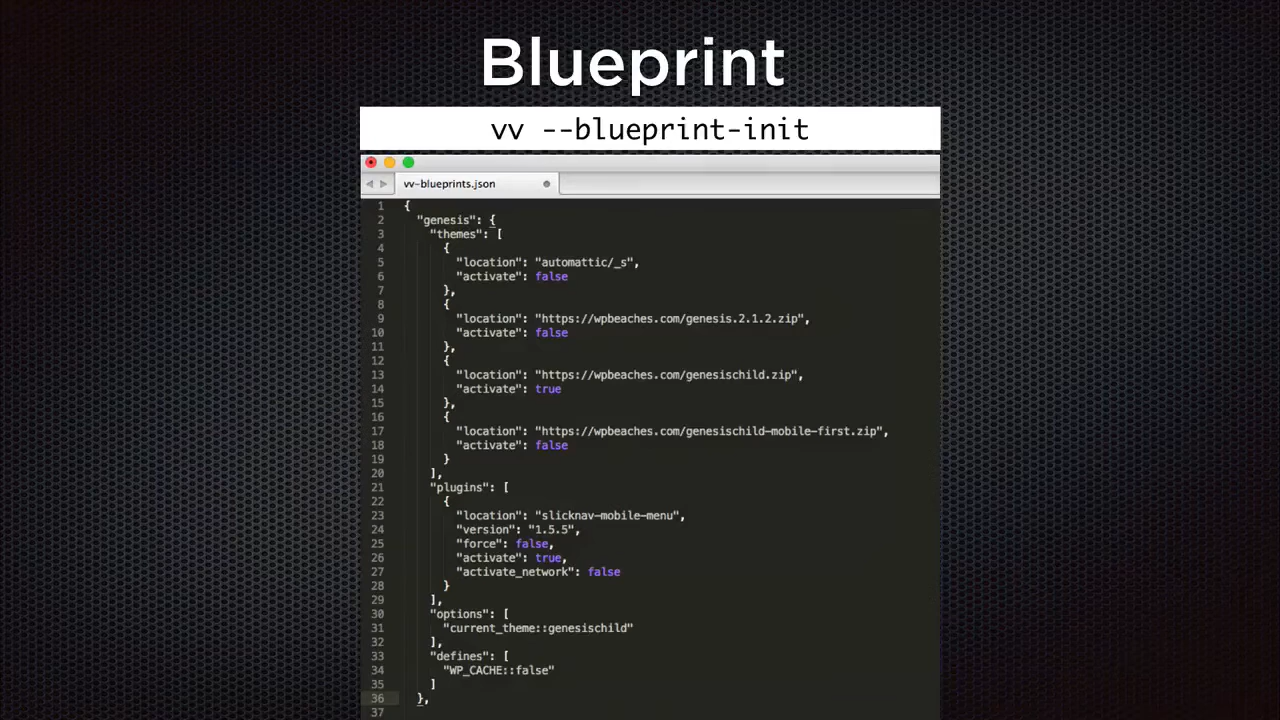 Blueprint
vv --blueprint-init
vv-blueprints.json
1 {
2 "genesis": {
3 "themes": [
4 {
5 "location": "automattic/_s",
6 "activate": false
7 },
8 {
9 "location": "https://wpbeaches.com/genesis.2.1.2.zip",
10 "activate": false
11 },
12 {
13 "location": "https://wpbeaches.com/genesischild.zip",
14 "activate": true
15 },
16 {
17 "location": "https://wpbeaches.com/genesischild-mobile-first.zip",
18 "activate": false
19 }
20 ],
21 "plugins": [
22 {
23 "location": "slicknav-mobile-menu",
24 "version": "1.5.5",
25 "force": false,
26 "activate": true,
27 "activate_network": false
28 }
29 ],
30 "options": [
31 "current_theme::genesischild"
32 ],
33 "defines": [
34 "WP_CACHE::false"
35 ]
36 },
37